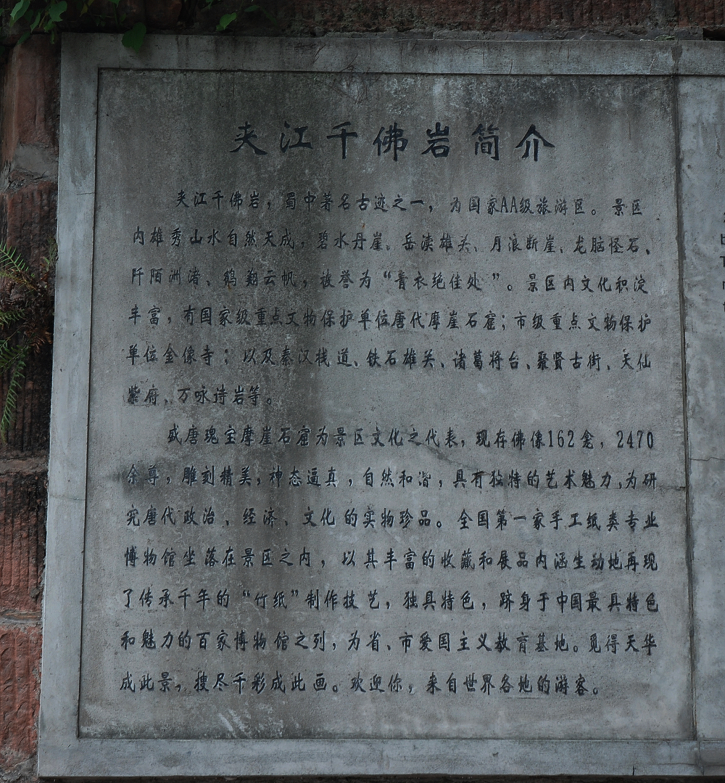 夹江千佛岩简介
夹江千佛岩，蜀中著名古迹之一，为国家AA级旅游区。景区
内雄秀山水自然天成，碧水丹崖、岳渎雄关、月浪断崖、龙脑怪石、
阡陌洲渚、鹢翔云帆，被誉为“青衣绝佳处”。景区内文化积淀
丰富，有国家级重点文物保护单位唐代摩崖石窟；市级重点文物保护
单位金像寺；以及秦汉栈道、铁石雄关、诸葛将台、聚贤古街、天仙
紫府、万咏诗岩等。
盛唐瑰宝摩崖石窟为景区文化之代表，现存佛像162龛，2470
余尊，雕刻精美，神态逼真，自然和谐，具有独特的艺术魅力，为研
究唐代政治、经济、文化的实物珍品。全国第一家手工纸类专业
博物馆坐落在景区之内，以其丰富的收藏和展品内涵生动地再现
了传承千年的“竹纸”制作技艺，独具特色，跻身于中国最具特色
和魅力的百家博物馆之列，为省、市爱国主义教育基地。觅得天华
成此景，搜尽千彩成此画。欢迎你，来自世界各地的游客。